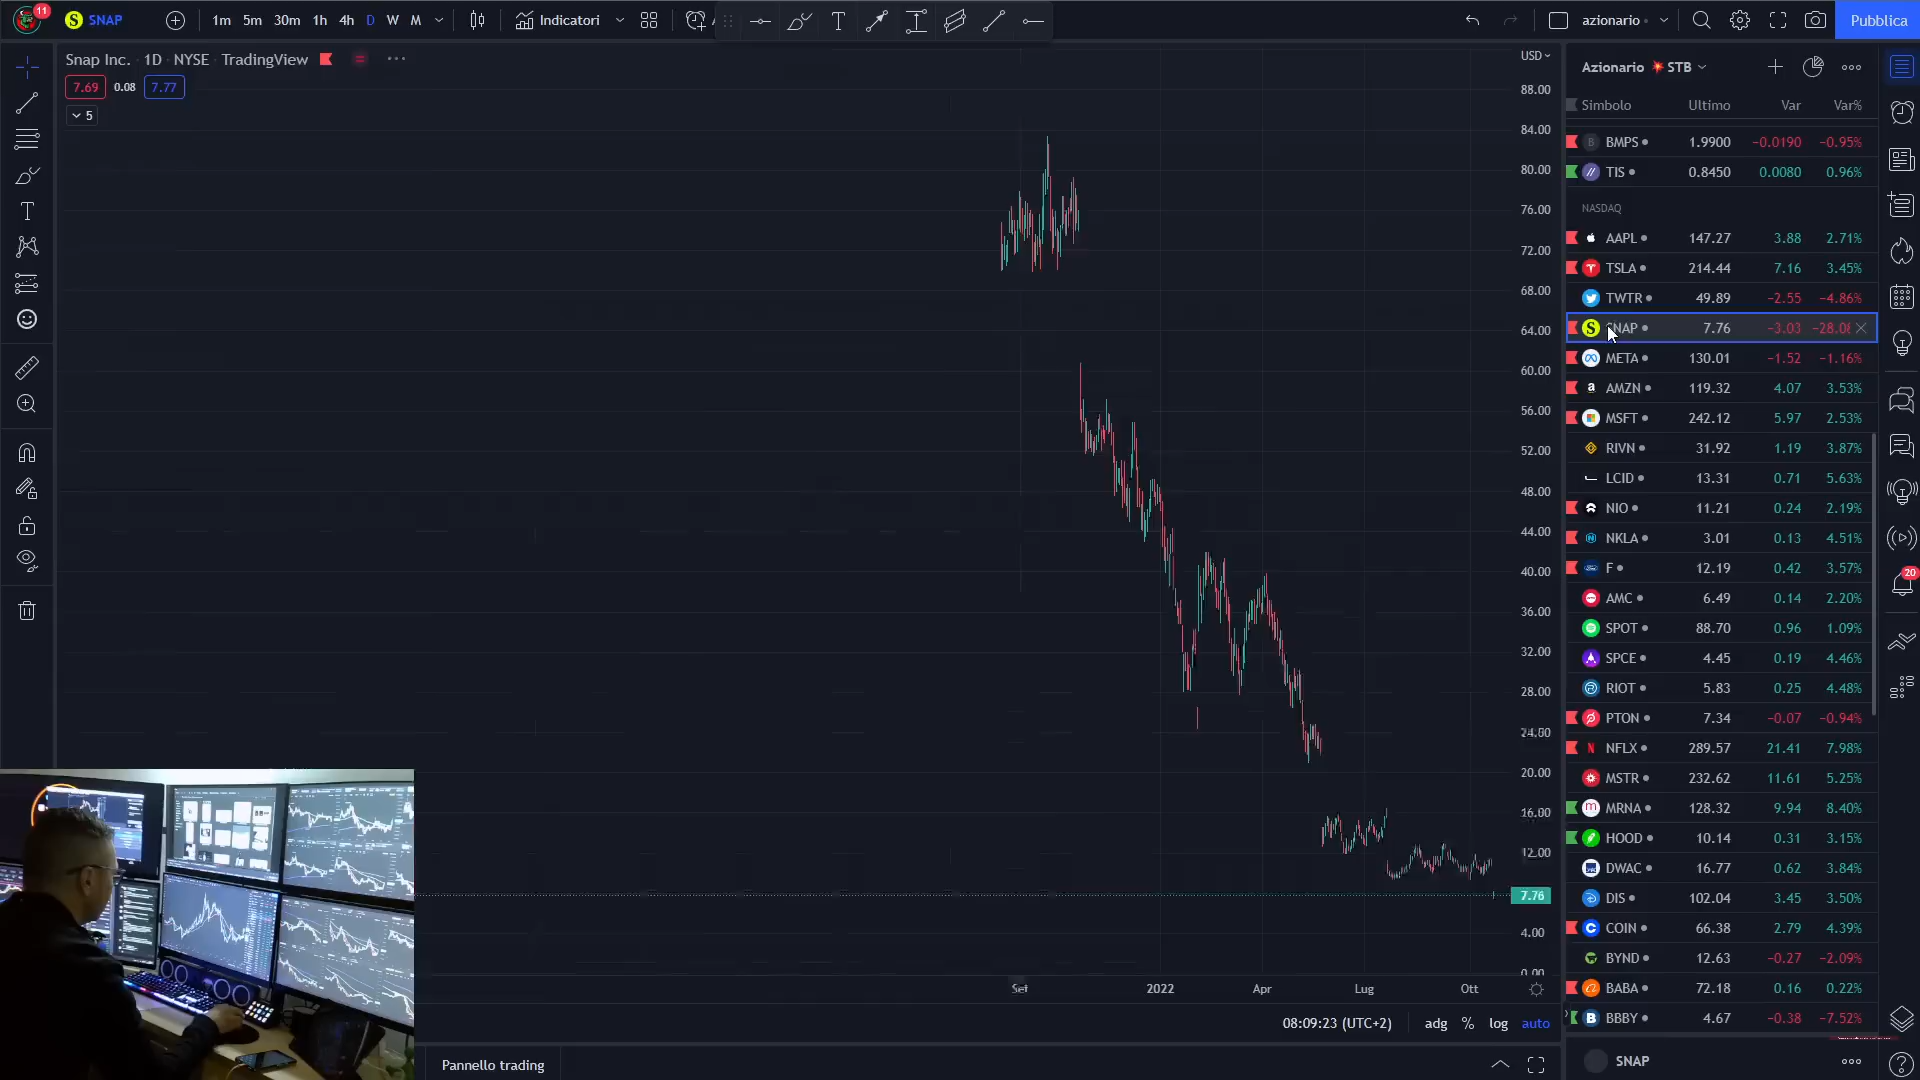 11
SNAP
1m 5m 30m 1h 4h D W M
Indicatori
azionario
Pubblica
Snap Inc. · 1D · NYSE · TradingView
7.69 0.08 7.77
5
USD
88.00
84.00
80.00
76.00
72.00
68.00
64.00
60.00
56.00
52.00
48.00
44.00
40.00
36.00
32.00
28.00
24.00
20.00
16.00
12.00
7.76
4.00
0.00
Set 2022 Apr Lug Ott
08:09:23 (UTC+2) adg % log auto
Pannello trading
Azionario STB
Simbolo Ultimo Var Var%
BMPS 1.9900 −0.0190 −0.95%
TIS 0.8450 0.0080 0.96%
NASDAQ
AAPL 147.27 3.88 2.71%
TSLA 214.44 7.16 3.45%
TWTR 49.89 −2.55 −4.86%
SNAP 7.76 −3.03 −28.08
META 130.01 −1.52 −1.16%
AMZN 119.32 4.07 3.53%
MSFT 242.12 5.97 2.53%
RIVN 31.92 1.19 3.87%
LCID 13.31 0.71 5.63%
NIO 11.21 0.24 2.19%
NKLA 3.01 0.13 4.51%
F 12.19 0.42 3.57%
AMC 6.49 0.14 2.20%
SPOT 88.70 0.96 1.09%
SPCE 4.45 0.19 4.46%
RIOT 5.83 0.25 4.48%
PTON 7.34 −0.07 −0.94%
NFLX 289.57 21.41 7.98%
MSTR 232.62 11.61 5.25%
MRNA 128.32 9.94 8.40%
HOOD 10.14 0.31 3.15%
DWAC 16.77 0.62 3.84%
DIS 102.04 3.45 3.50%
COIN 66.38 2.79 4.39%
BYND 12.63 −0.27 −2.09%
BABA 72.18 0.16 0.22%
BBBY 4.67 −0.38 −7.52%
SNAP
20